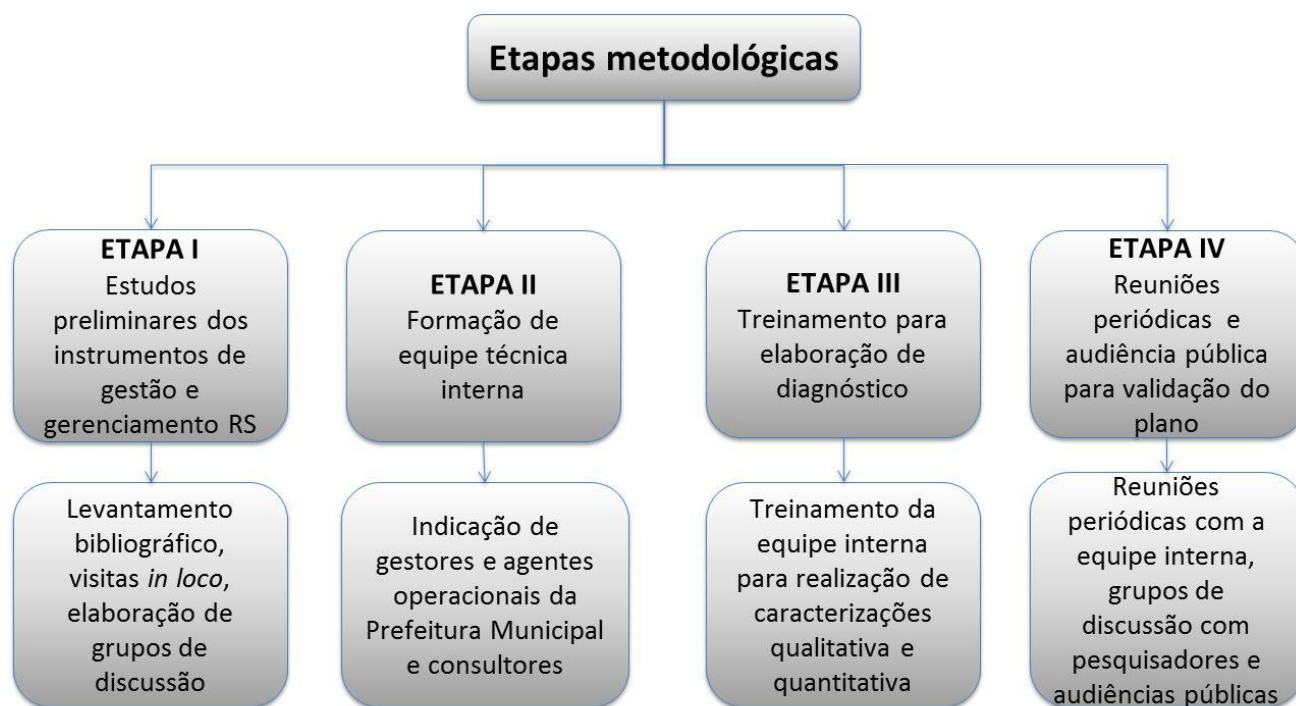 Etapas metodológicas
ETAPA I
Estudos
preliminares dos
instrumentos de
gestão e
gerenciamento RS
ETAPA II
Formação de
equipe técnica
interna
ETAPA III
Treinamento para
elaboração de
diagnóstico
ETAPA IV
Reuniões
periódicas e
audiência pública
para validação do
plano
Levantamento
bibliográfico,
visitas in loco,
elaboração de
grupos de
discussão
Indicação de
gestores e agentes
operacionais da
Prefeitura Municipal
e consultores
Treinamento da
equipe interna
para realização de
caracterizações
qualitativa e
quantitativa
Reuniões
periódicas com a
equipe interna,
grupos de
discussão com
pesquisadores e
audiências públicas